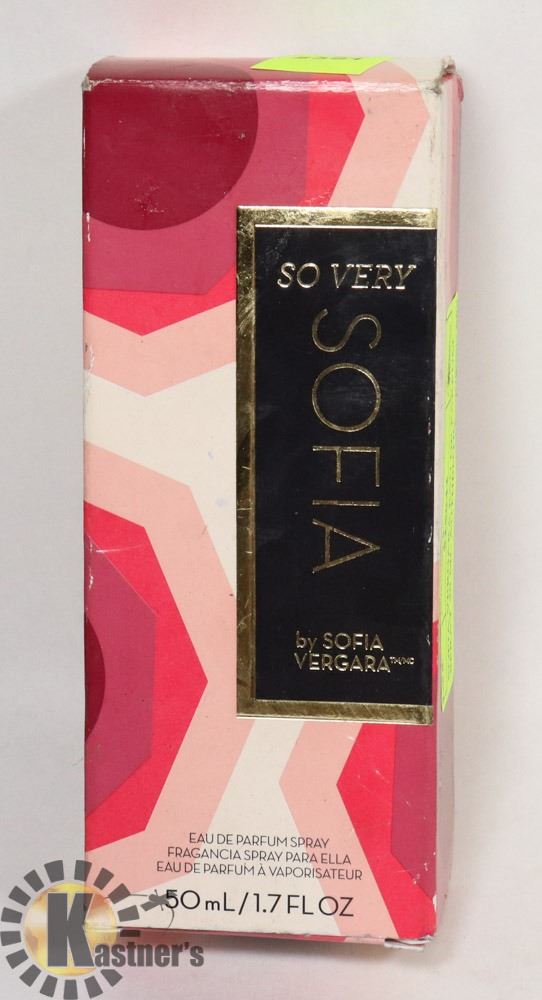 SO VERY
SOFIA
by SOFIA
VERGARA
EAU DE PARFUM SPRAY
FRAGANCIA SPRAY PARA ELLA
EAU DE PARFUM À VAPORISATEUR
50 mL/1.7 FL OZ
Kastner's